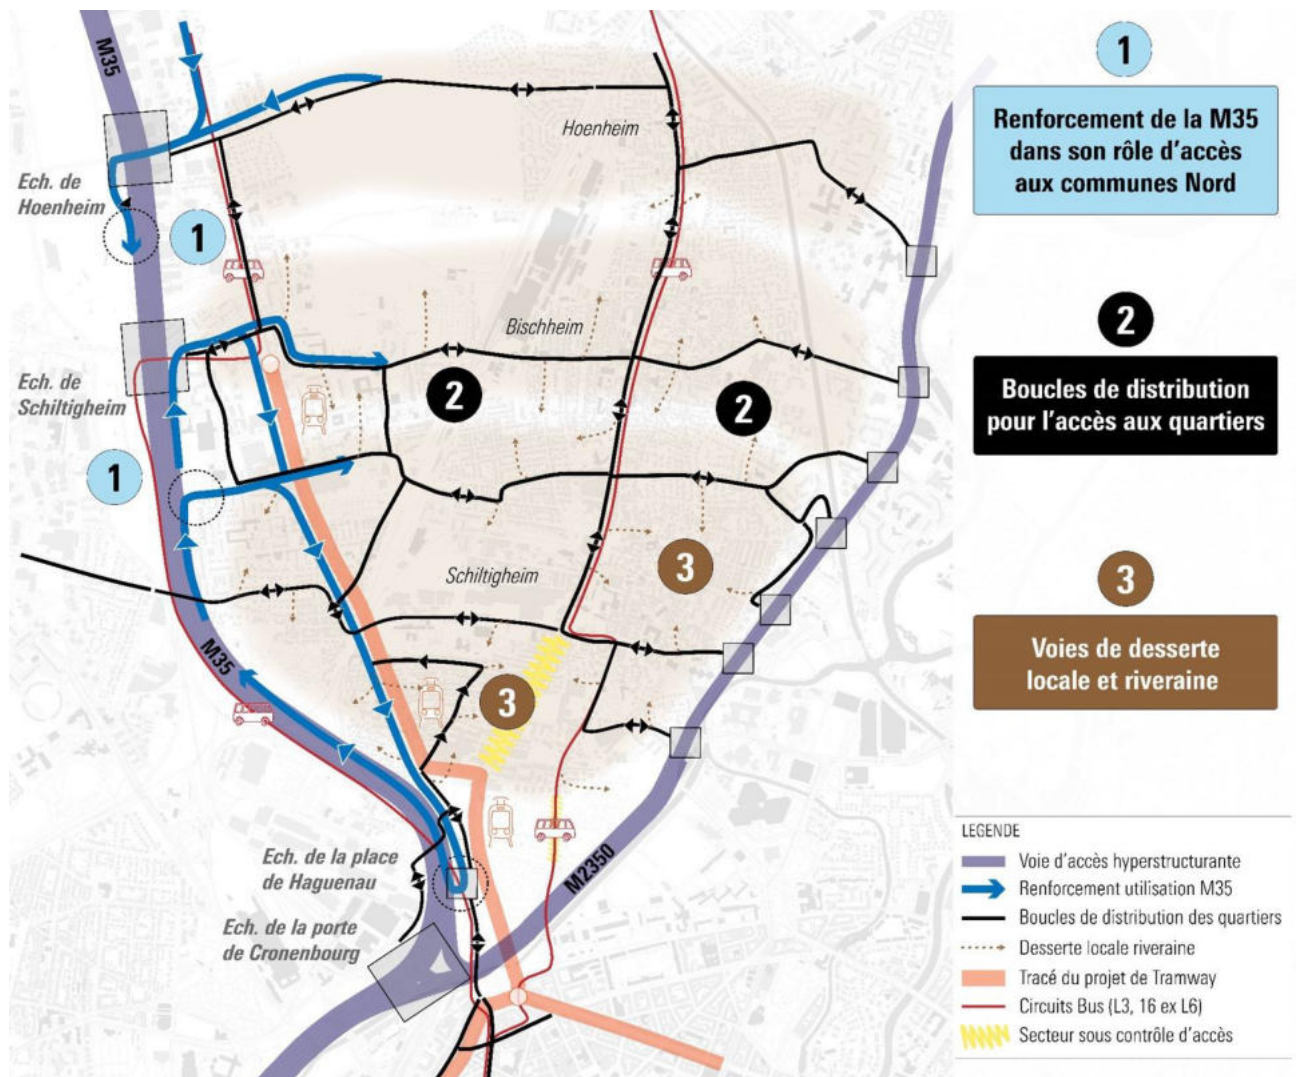 M35
Hoenheim
Ech. de
Hoenheim
1
Bischheim
Ech. de
Schiltigheim
2
2
1
Schiltigheim
3
M35
3
Ech. de la place
de Haguenau
M2350
Ech. de la porte
de Cronenbourg
1
Renforcement de la M35
dans son rôle d'accès
aux communes Nord
2
Boucles de distribution
pour l'accès aux quartiers
3
Voies de desserte
locale et riveraine
LEGENDE
Voie d'accès hyperstructurante
Renforcement utilisation M35
Boucles de distribution des quartiers
Desserte locale riveraine
Tracé du projet de Tramway
Circuits Bus (L3, 16 ex L6)
Secteur sous contrôle d'accès